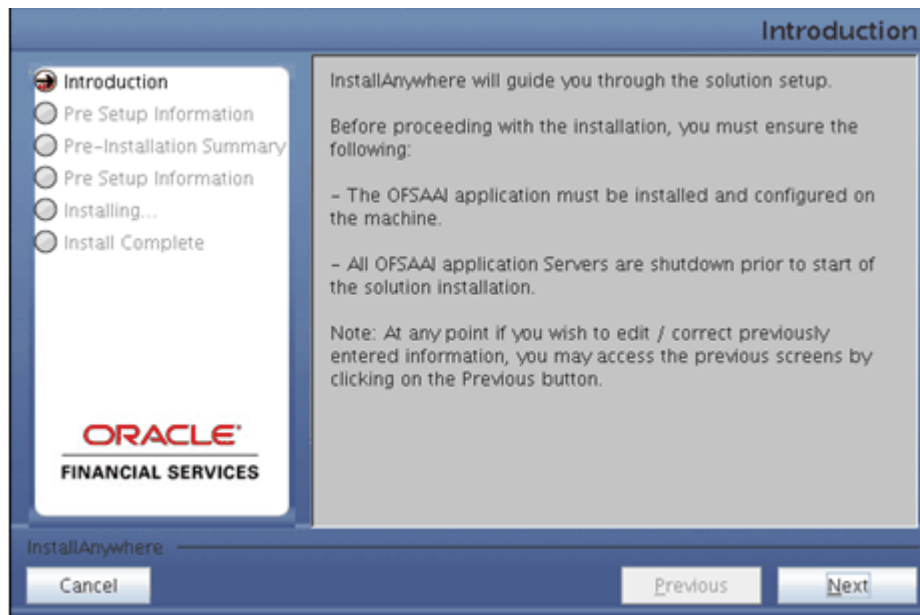 Introduction
Introduction
Pre Setup Information
Pre-Installation Summary
Pre Setup Information
Installing...
Install Complete
ORACLE
FINANCIAL SERVICES
InstallAnywhere will guide you through the solution setup.
Before proceeding with the installation, you must ensure the
following:
- The OFSAAI application must be installed and configured on
the machine.
- All OFSAAI application Servers are shutdown prior to start of
the solution installation.
Note: At any point if you wish to edit / correct previously
entered information, you may access the previous screens by
clicking on the Previous button.
InstallAnywhere
Cancel
Previous
Next